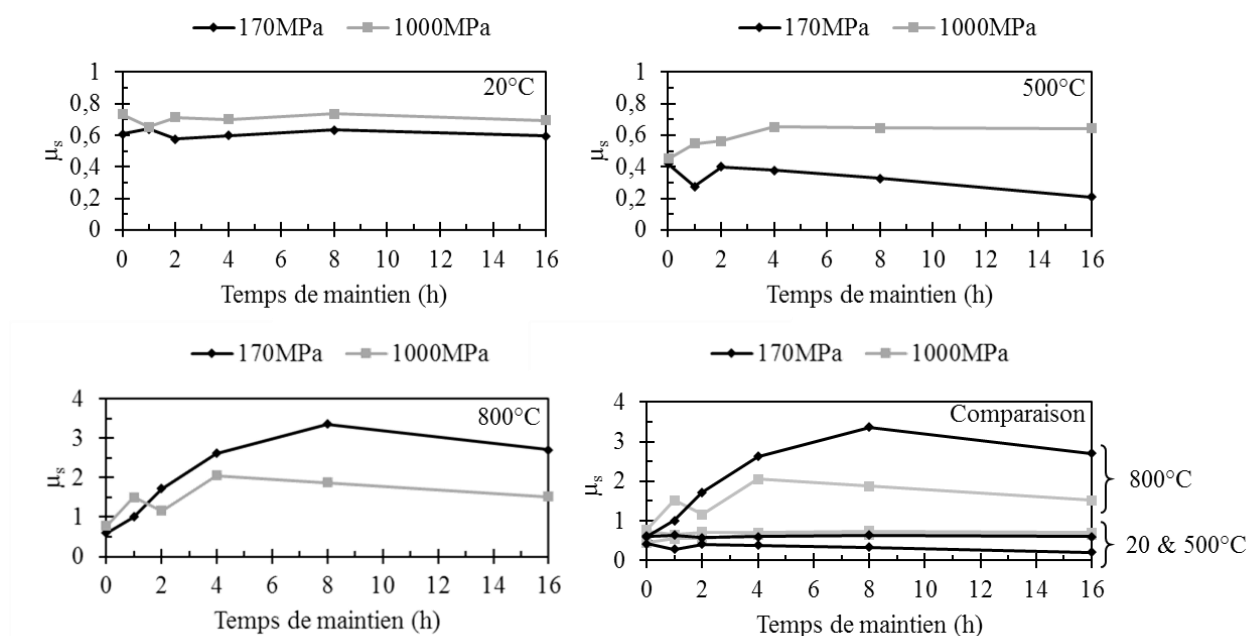 170MPa 1000MPa
20°C
μs
1
0,8
0,6
0,4
0,2
0
0 2 4 6 8 10 12 14 16
Temps de maintien (h)
170MPa 1000MPa
500°C
μs
1
0,8
0,6
0,4
0,2
0
0 2 4 6 8 10 12 14 16
Temps de maintien (h)
170MPa 1000MPa
800°C
μs
4
3
2
1
0
0 2 4 6 8 10 12 14 16
Temps de maintien (h)
170MPa 1000MPa
Comparaison
μs
4
3
2
1
0
0 2 4 6 8 10 12 14 16
Temps de maintien (h)
800°C
20 & 500°C